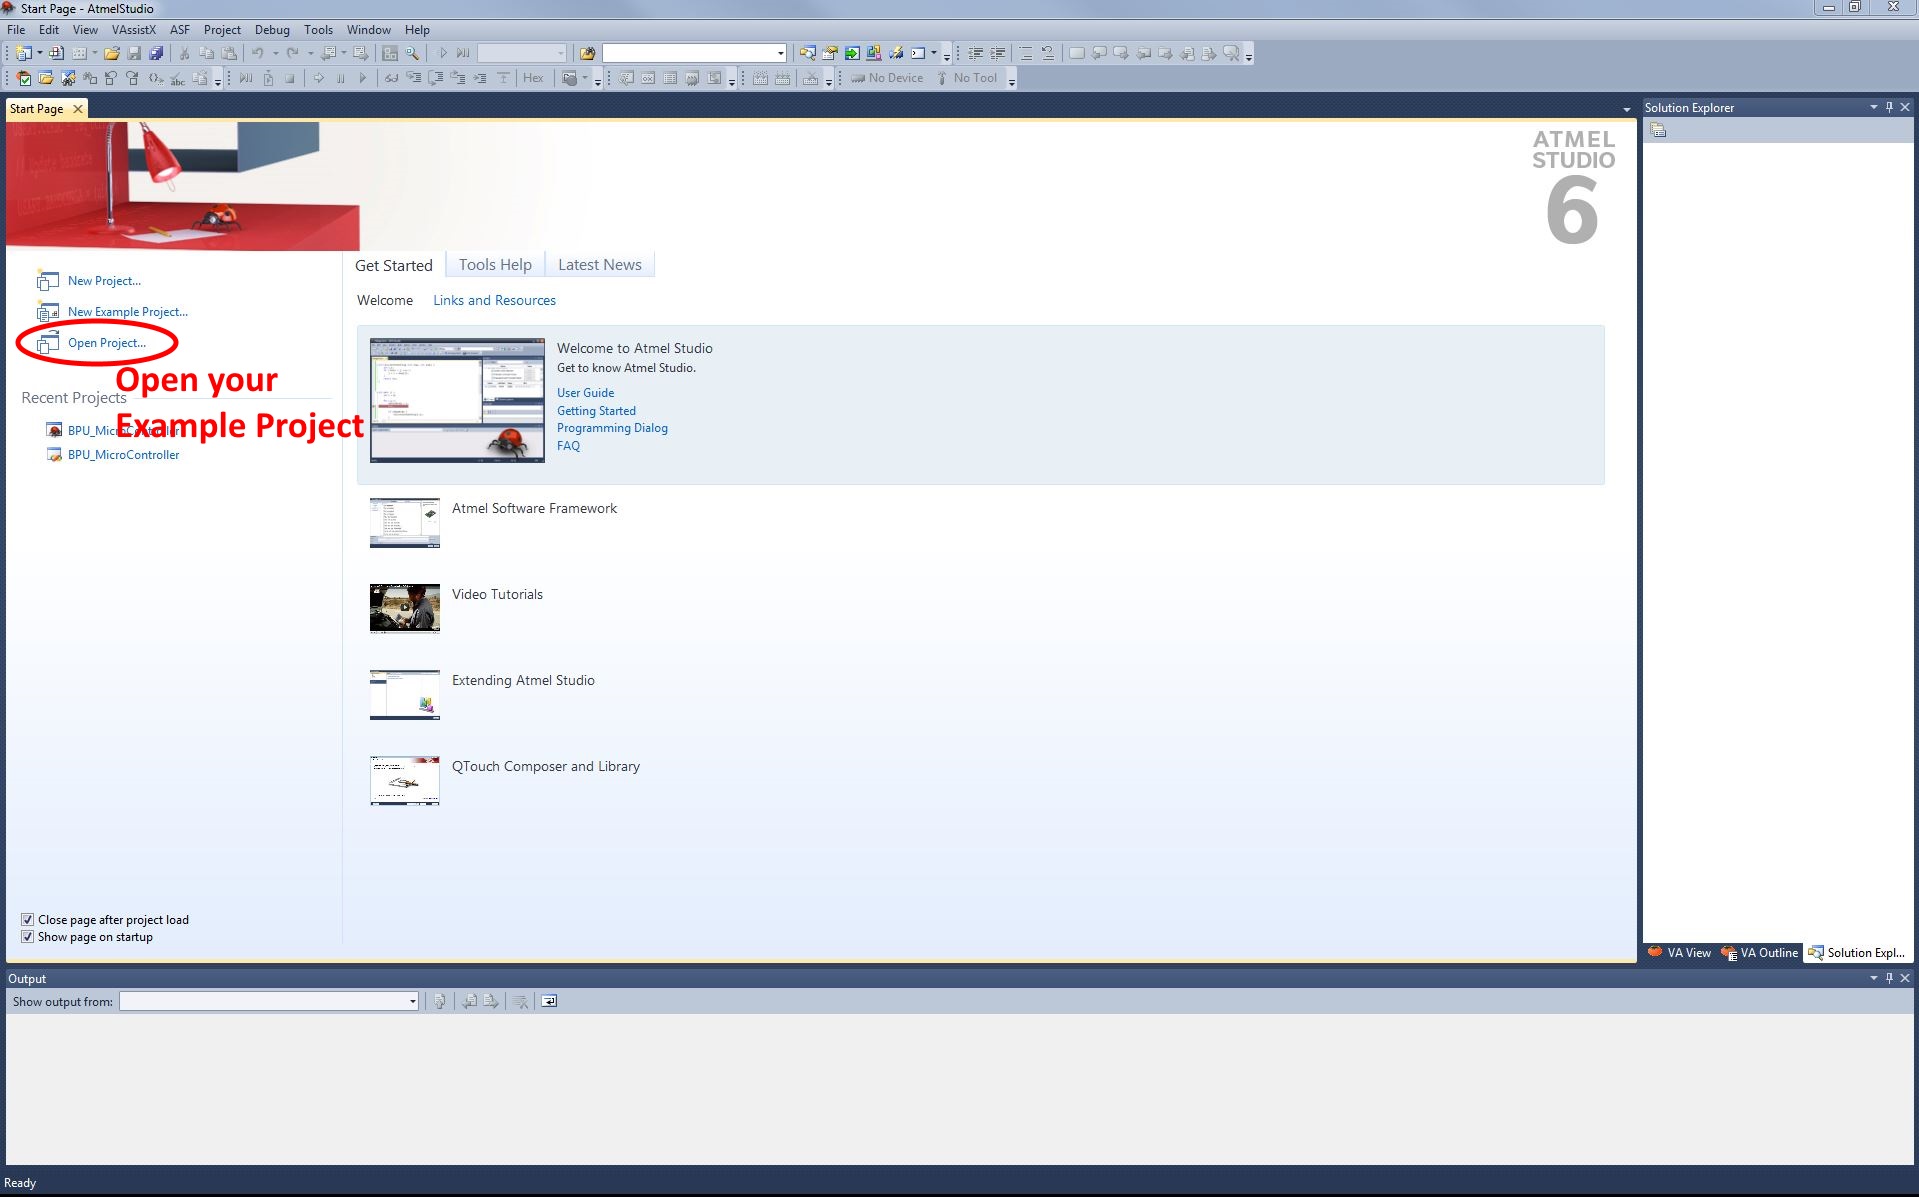 Start Page - AtmelStudio
File Edit View VAssistX ASF Project Debug Tools Window Help
Hex No Device No Tool
Start Page
Solution Explorer
ATMEL
STUDIO
6
New Project...
New Example Project...
Open Project...
Open your
Example Project
Recent Projects
BPU_MicroController
BPU_MicroController
Get Started Tools Help Latest News
Welcome Links and Resources
Welcome to Atmel Studio
Get to know Atmel Studio.
User Guide
Getting Started
Programming Dialog
FAQ
Atmel Software Framework
Video Tutorials
Extending Atmel Studio
QTouch Composer and Library
Close page after project load
Show page on startup
VA View VA Outline Solution Expl...
Output
Show output from:
Ready